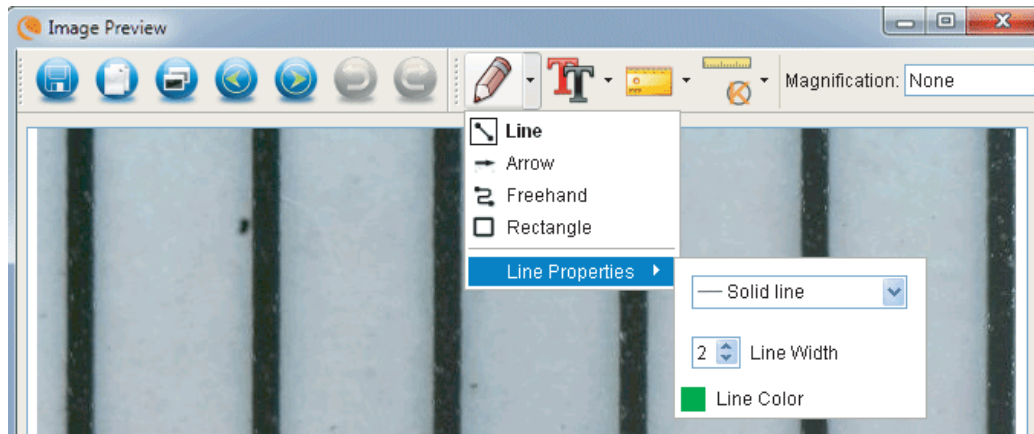 Image Preview
Magnification: None
Line
Arrow
Freehand
Rectangle
Line Properties
Solid line
2 Line Width
Line Color